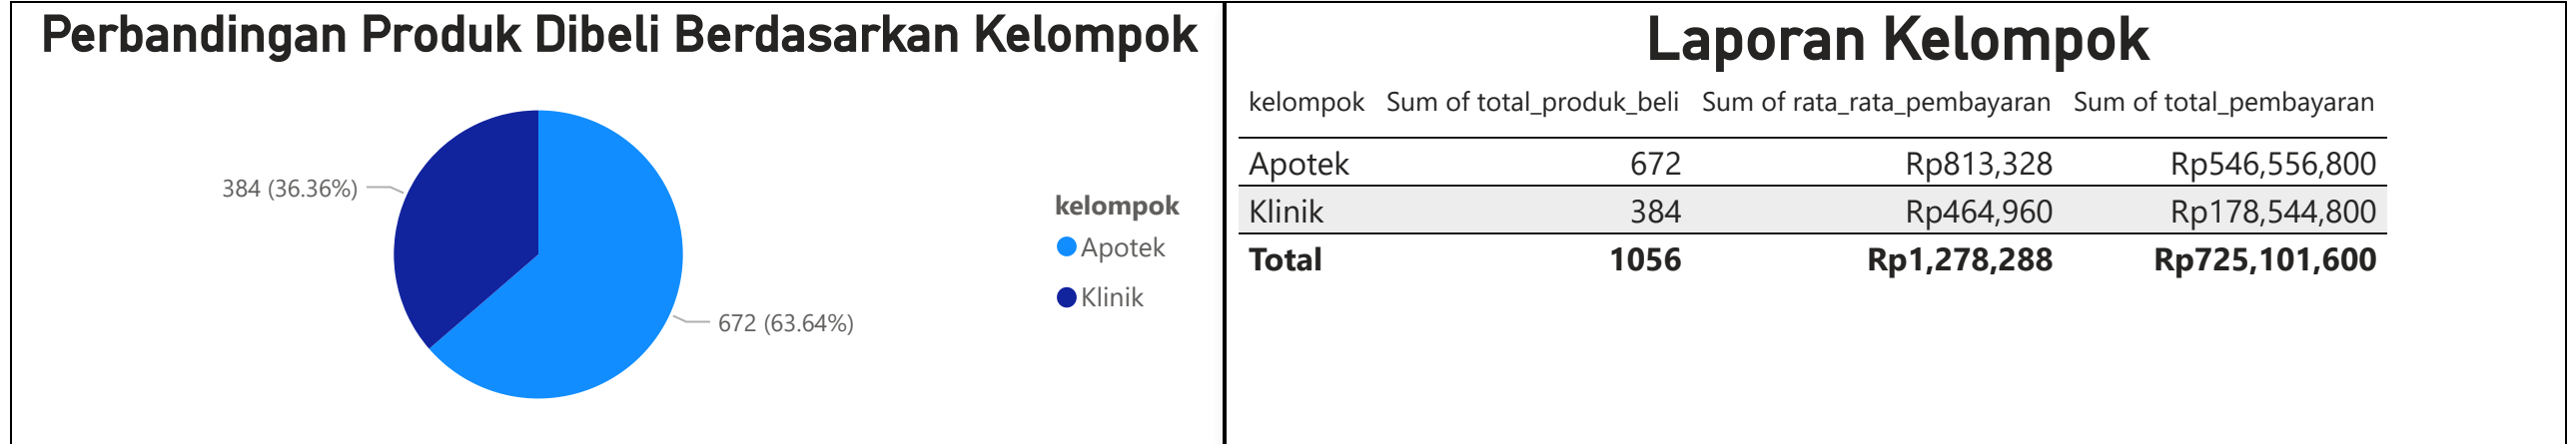 Perbandingan Produk Dibeli Berdasarkan Kelompok
384 (36.36%)
672 (63.64%)
kelompok
Apotek
Klinik
Laporan Kelompok
kelompok Sum of total_produk_beli Sum of rata_rata_pembayaran Sum of total_pembayaran
Apotek 672 Rp813,328 Rp546,556,800
Klinik 384 Rp464,960 Rp178,544,800
Total 1056 Rp1,278,288 Rp725,101,600